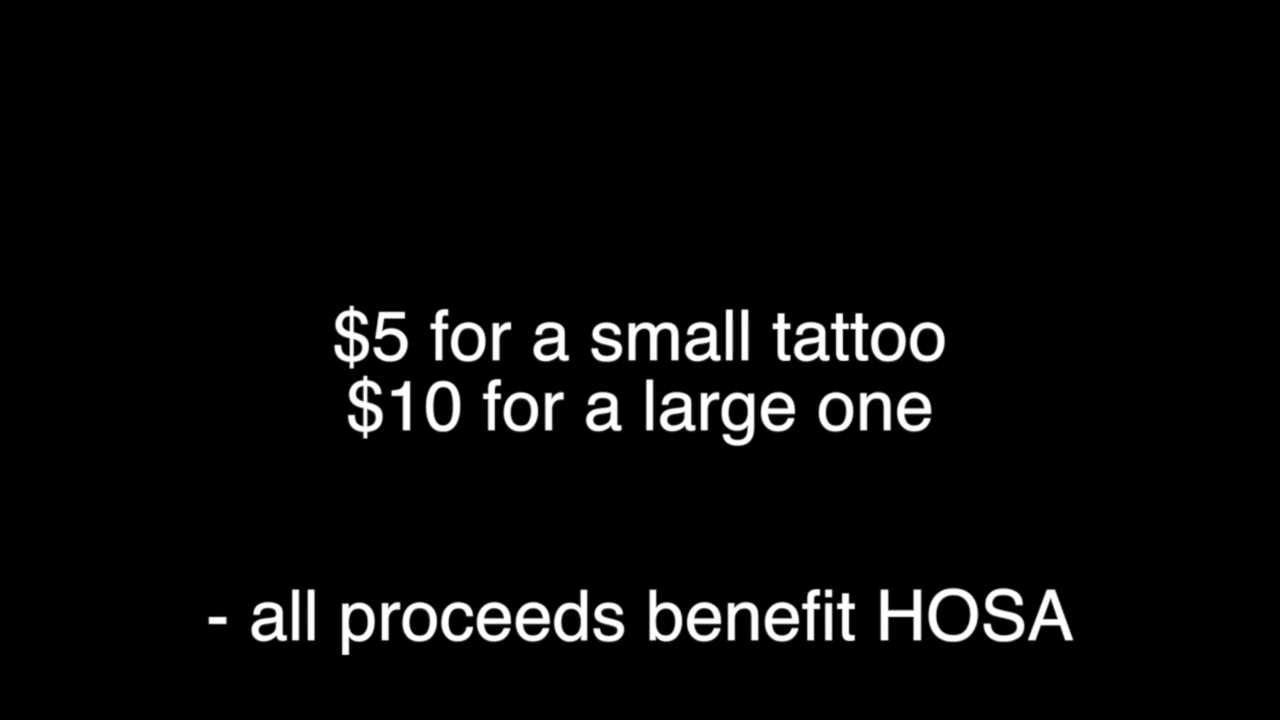 $5 for a small tattoo
$10 for a large one
- all proceeds benefit HOSA